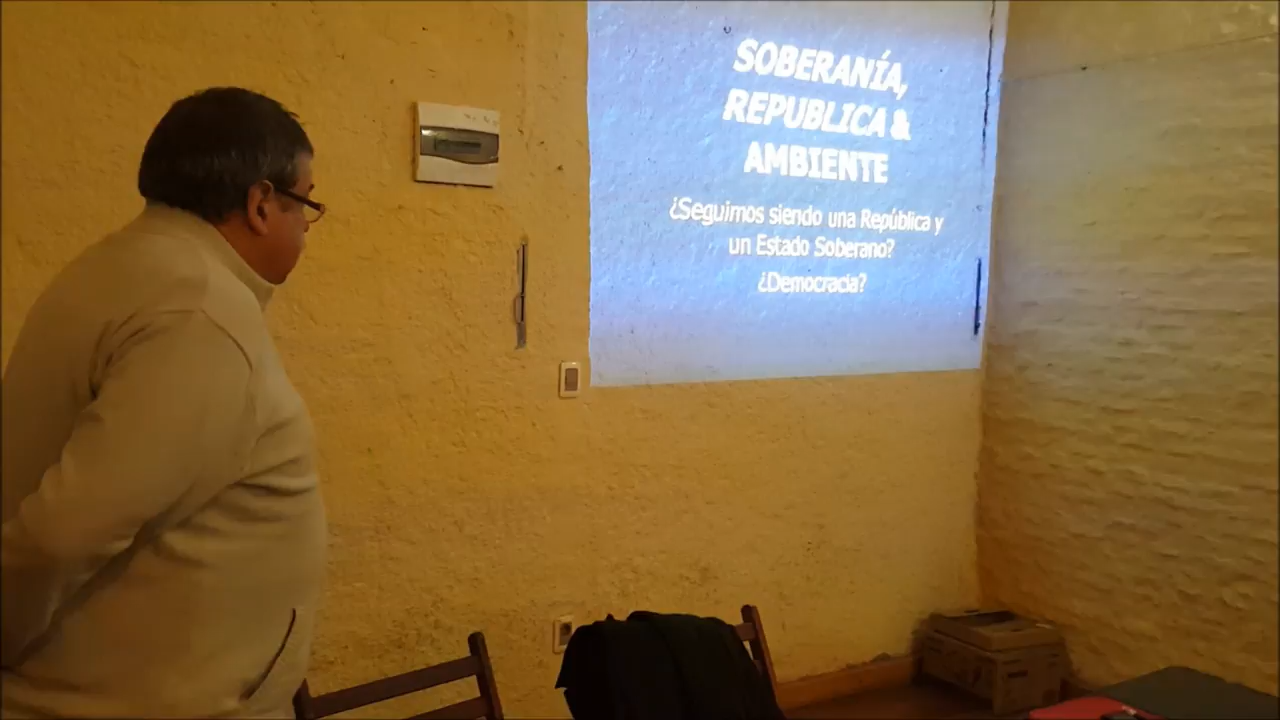 SOBERANÍA,
REPUBLICA &
AMBIENTE
¿Seguimos siendo una República y
un Estado Soberano?
¿Democracia?